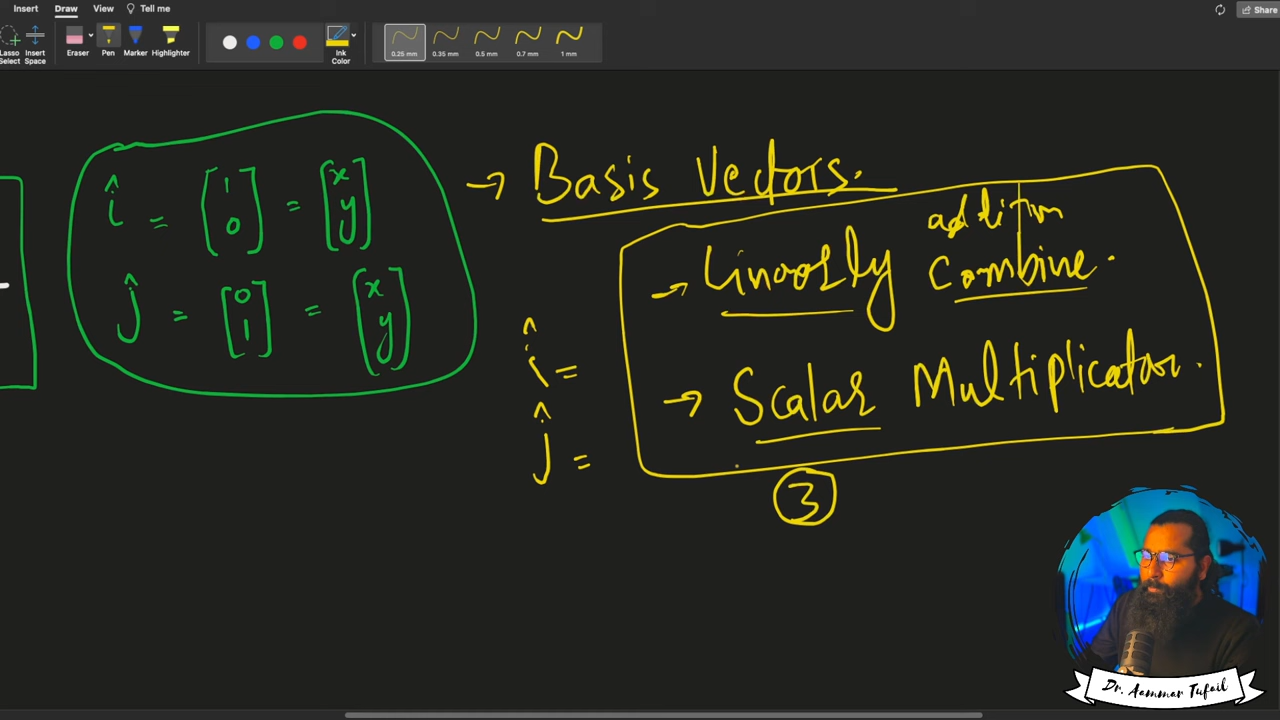 Insert Draw View Tell me
Share
Lasso Select
Insert Space
Eraser
Pen
Marker
Highlighter
Ink Color
0.25 mm
0.35 mm
0.5 mm
0.7 mm
1 mm
î = [1 0] = [x y]
ĵ = [0 1] = [x y]
→ Basis Vectors.
addition
→ Linearly Combine.
î =
→ Scalar Multiplication.
ĵ =
3
Dr. Aammar Tufail